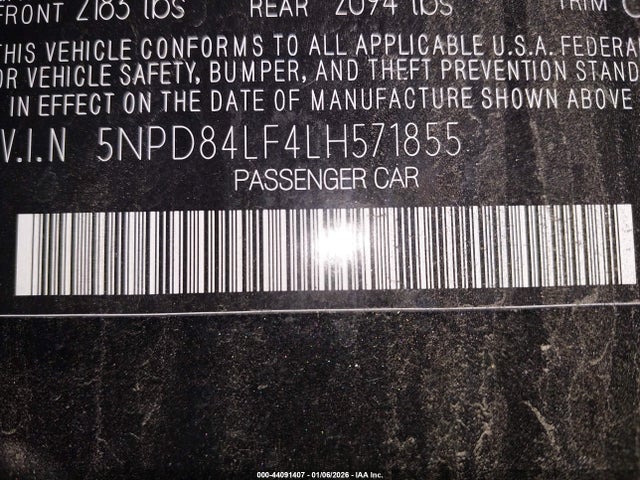 FRONT 2183 lbs REAR 2094 lbs TRIM
THIS VEHICLE CONFORMS TO ALL APPLICABLE U.S.A. FEDERA
OR VEHICLE SAFETY, BUMPER, AND THEFT PREVENTION STAND
IN EFFECT ON THE DATE OF MANUFACTURE SHOWN ABOVE
V.I.N 5NPD84LF4LH571855
PASSENGER CAR
000-44091407 - 01/06/2026 - © IAA Inc.